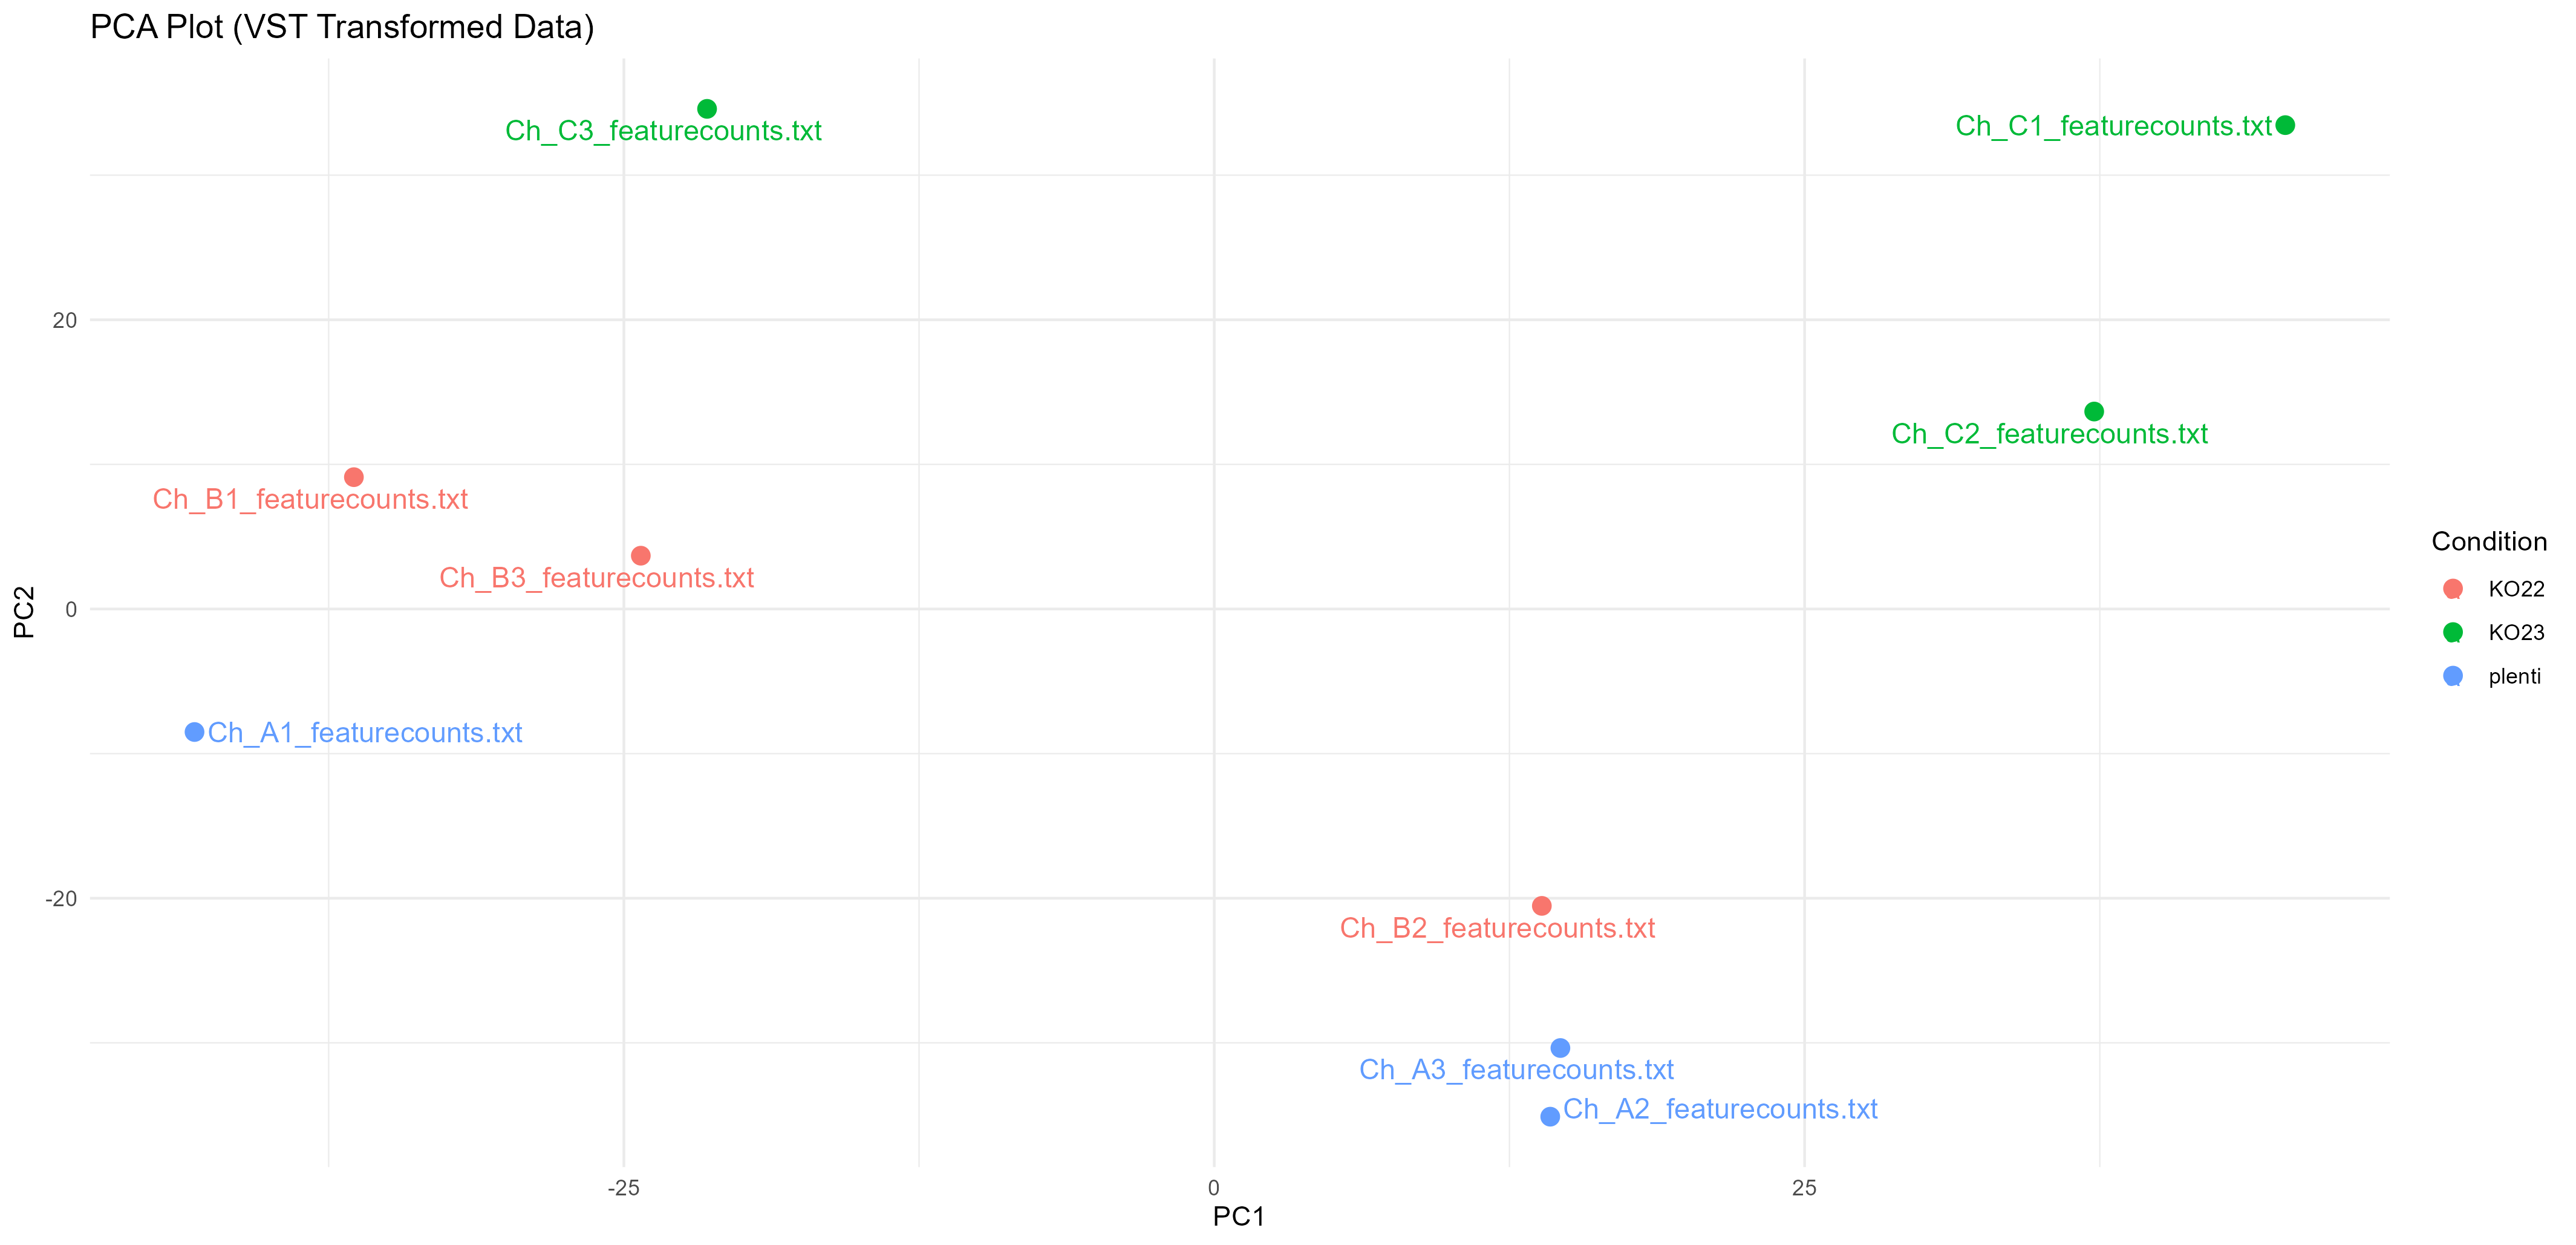 PCA Plot (VST Transformed Data)
Ch_C3_featurecounts.txt
Ch_C1_featurecounts.txt
20
Ch_C2_featurecounts.txt
Ch_B1_featurecounts.txt
Ch_B3_featurecounts.txt
PC2
0
Ch_A1_featurecounts.txt
-20
Ch_B2_featurecounts.txt
Ch_A3_featurecounts.txt
Ch_A2_featurecounts.txt
-25
0
25
PC1
Condition
KO22
KO23
plenti